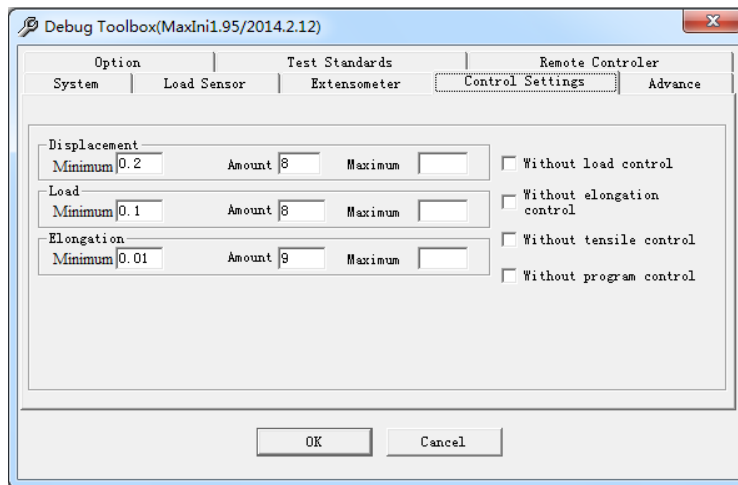 Debug Toolbox(MaxIni1.95/2014.2.12)
Option Test Standards Remote Controler
System Load Sensor Extensometer Control Settings Advance
Displacement
Minimum 0.2 Amount 8 Maximum
Without load control
Load
Minimum 0.1 Amount 8 Maximum
Without elongation
control
Elongation
Minimum 0.01 Amount 9 Maximum
Without tensile control
Without program control
OK Cancel